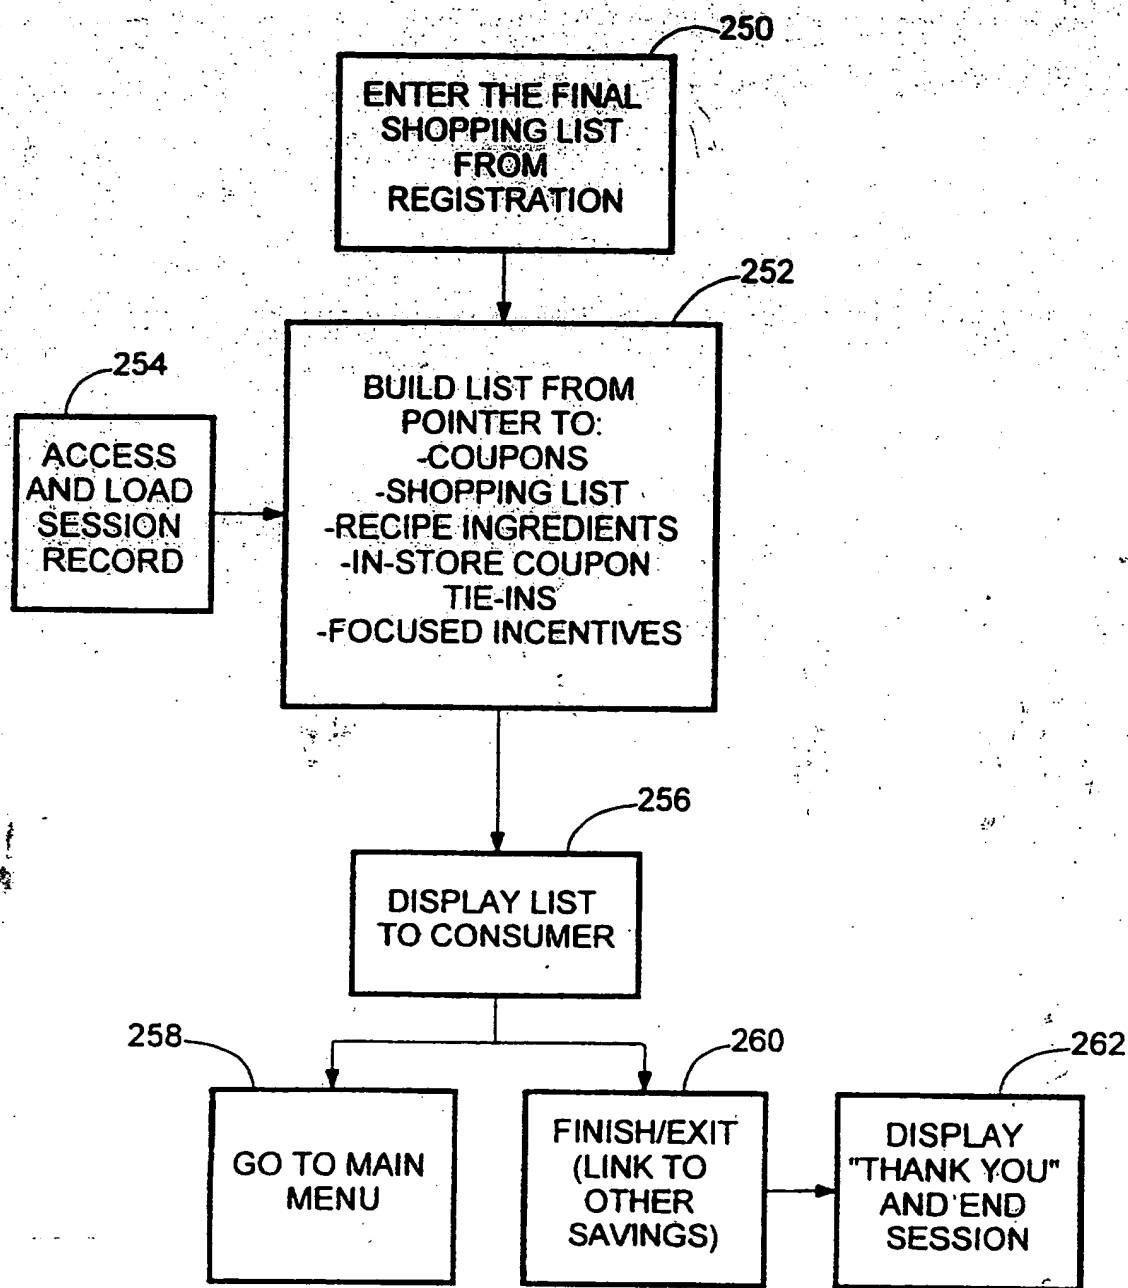 250
ENTER THE FINAL
SHOPPING LIST
FROM
REGISTRATION
252
BUILD LIST FROM
POINTER TO:
-COUPONS
-SHOPPING LIST
-RECIPE INGREDIENTS
-IN-STORE COUPON
TIE-INS
-FOCUSED INCENTIVES
254
ACCESS
AND LOAD
SESSION
RECORD
256
DISPLAY LIST
TO CONSUMER
258
GO TO MAIN
MENU
260
FINISH/EXIT
(LINK TO
OTHER
SAVINGS)
262
DISPLAY
"THANK YOU"
AND END
SESSION